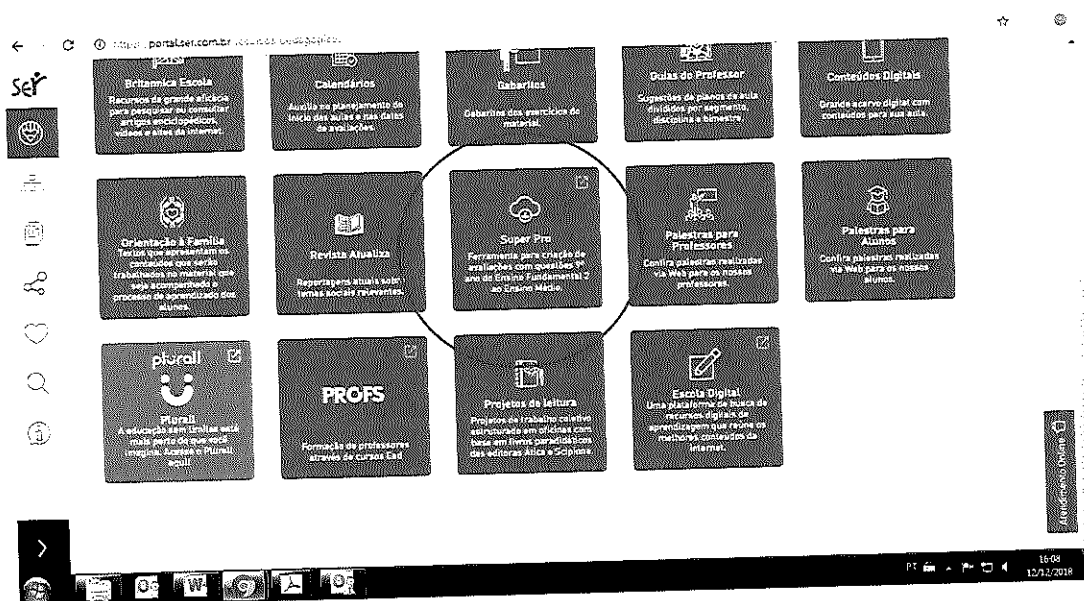 portal.ser.com.br
ser
Britannica Escola
Recursos de grande eficácia
para pesquisar ou consultar
artigos enciclopédicos,
vídeos e sites da internet.
Calendários
Auxilia no planejamento do
início das aulas e nas datas
de avaliações.
Gabaritos
Gabaritos dos exercícios do
material.
Guias do Professor
Sugestões de planos de aula
divididos por segmento,
disciplina e bimestre.
Conteúdos Digitais
Grande acervo digital com
conteúdos para sua aula.
Orientação à Família
Textos que apresentam os
conteúdos que serão
trabalhados no material que
seja acompanhado o
processo de aprendizado dos
alunos.
Revista Atualiza
Reportagens atuais sobre
temas sociais relevantes.
Super Pro
Ferramenta para criação de
avaliações com questões 9º
ano do Ensino Fundamental 2
ao Ensino Médio.
Palestras para
Professores
Confira palestras realizadas
via Web para os nossos
professores.
Palestras para
Alunos
Confira palestras realizadas
via Web para os nossos
alunos.
plurall
Plurall
A educação sem limites está
mais perto do que você
imagina. Acesse o Plurall
aqui!
PROFS
Formação de professores
através de cursos Ead
Projetos de leitura
Projetos de trabalho coletivo
estruturado em oficinas com
base em livros paradidáticos
das editoras Ática e Scipione.
Escola Digital
Uma plataforma de busca de
recursos digitais de
aprendizagem que reúne os
melhores conteúdos da
internet.
Atendimento Online
PT
16:08
12/12/2018